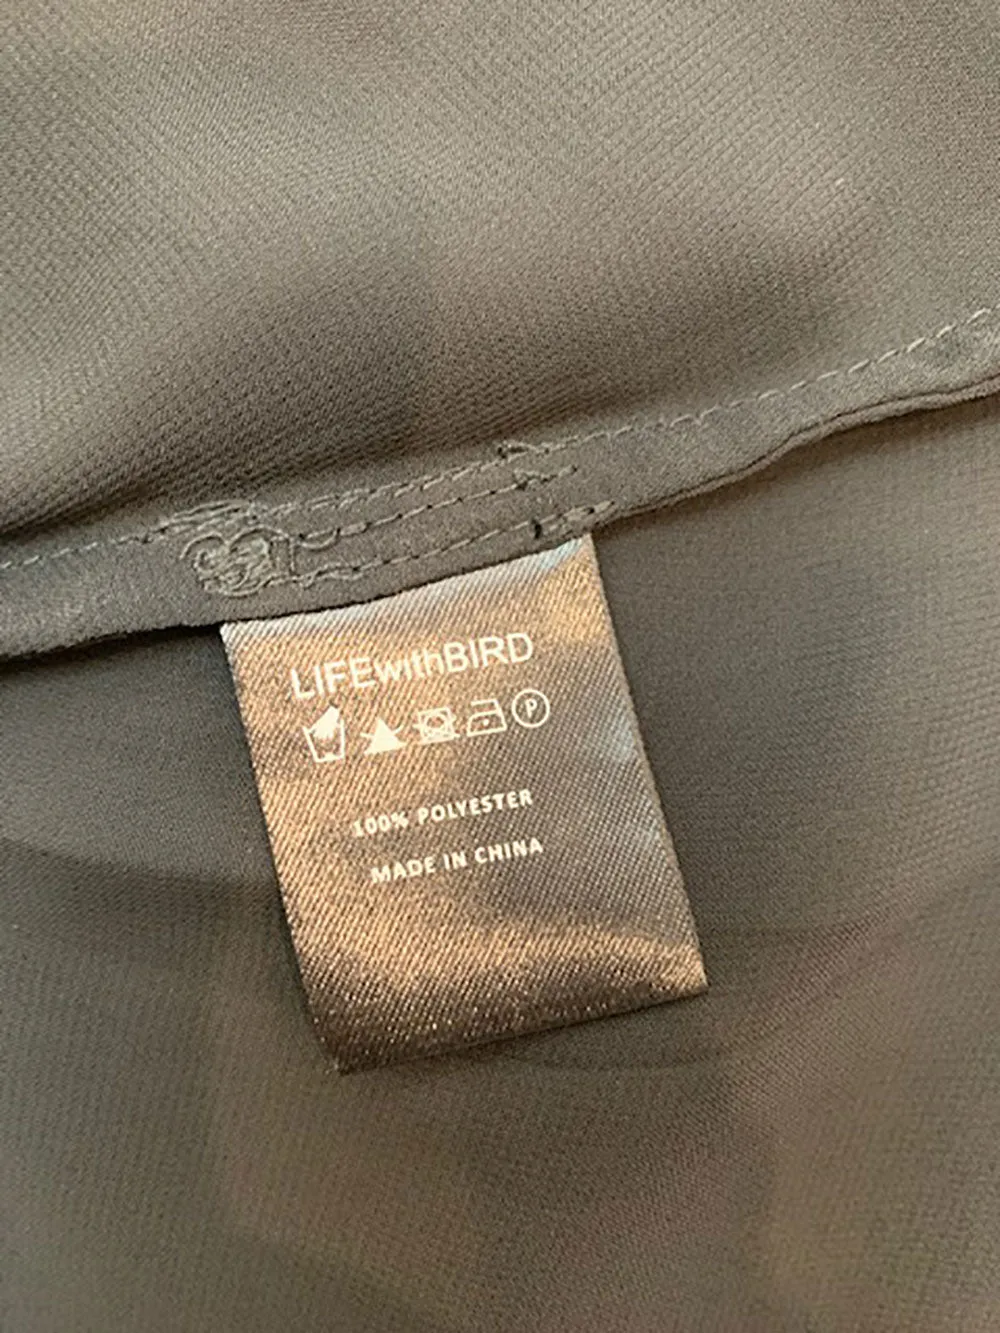 LIFEwithBIRD
P
100% POLYESTER
MADE IN CHINA